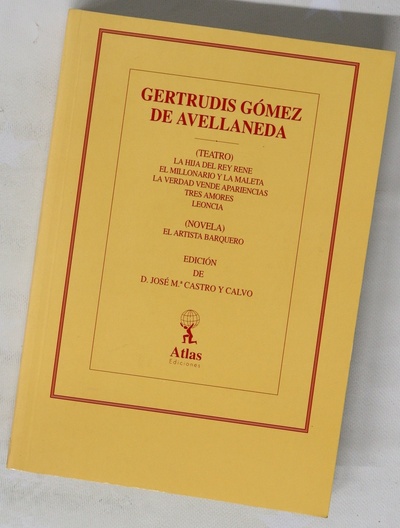 GERTRUDIS GÓMEZ
DE AVELLANEDA
(TEATRO)
LA HIJA DEL REY RENE
EL MILLONARIO Y LA MALETA
LA VERDAD VENDE APARIENCIAS
TRES AMORES
LEONCIA
(NOVELA)
EL ARTISTA BARQUERO
EDICIÓN
DE
D. JOSÉ M.ª CASTRO Y CALVO
Atlas
Ediciones